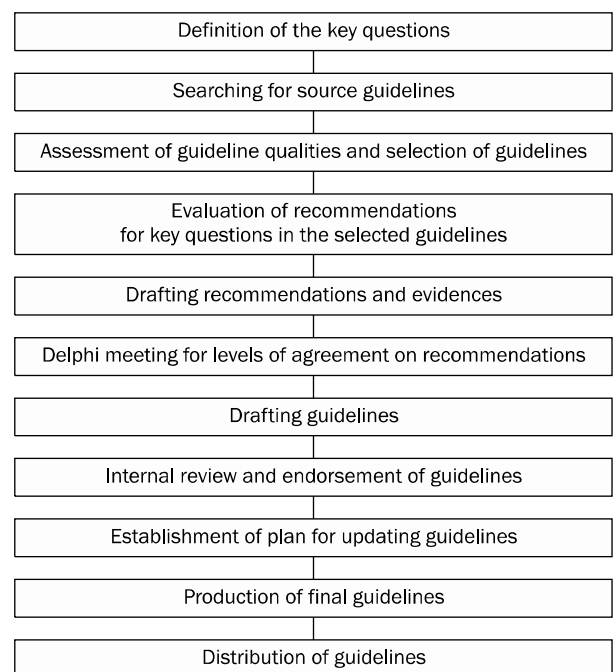 Definition of the key questions
Searching for source guidelines
Assessment of guideline qualities and selection of guidelines
Evaluation of recommendations
for key questions in the selected guidelines
Drafting recommendations and evidences
Delphi meeting for levels of agreement on recommendations
Drafting guidelines
Internal review and endorsement of guidelines
Establishment of plan for updating guidelines
Production of final guidelines
Distribution of guidelines